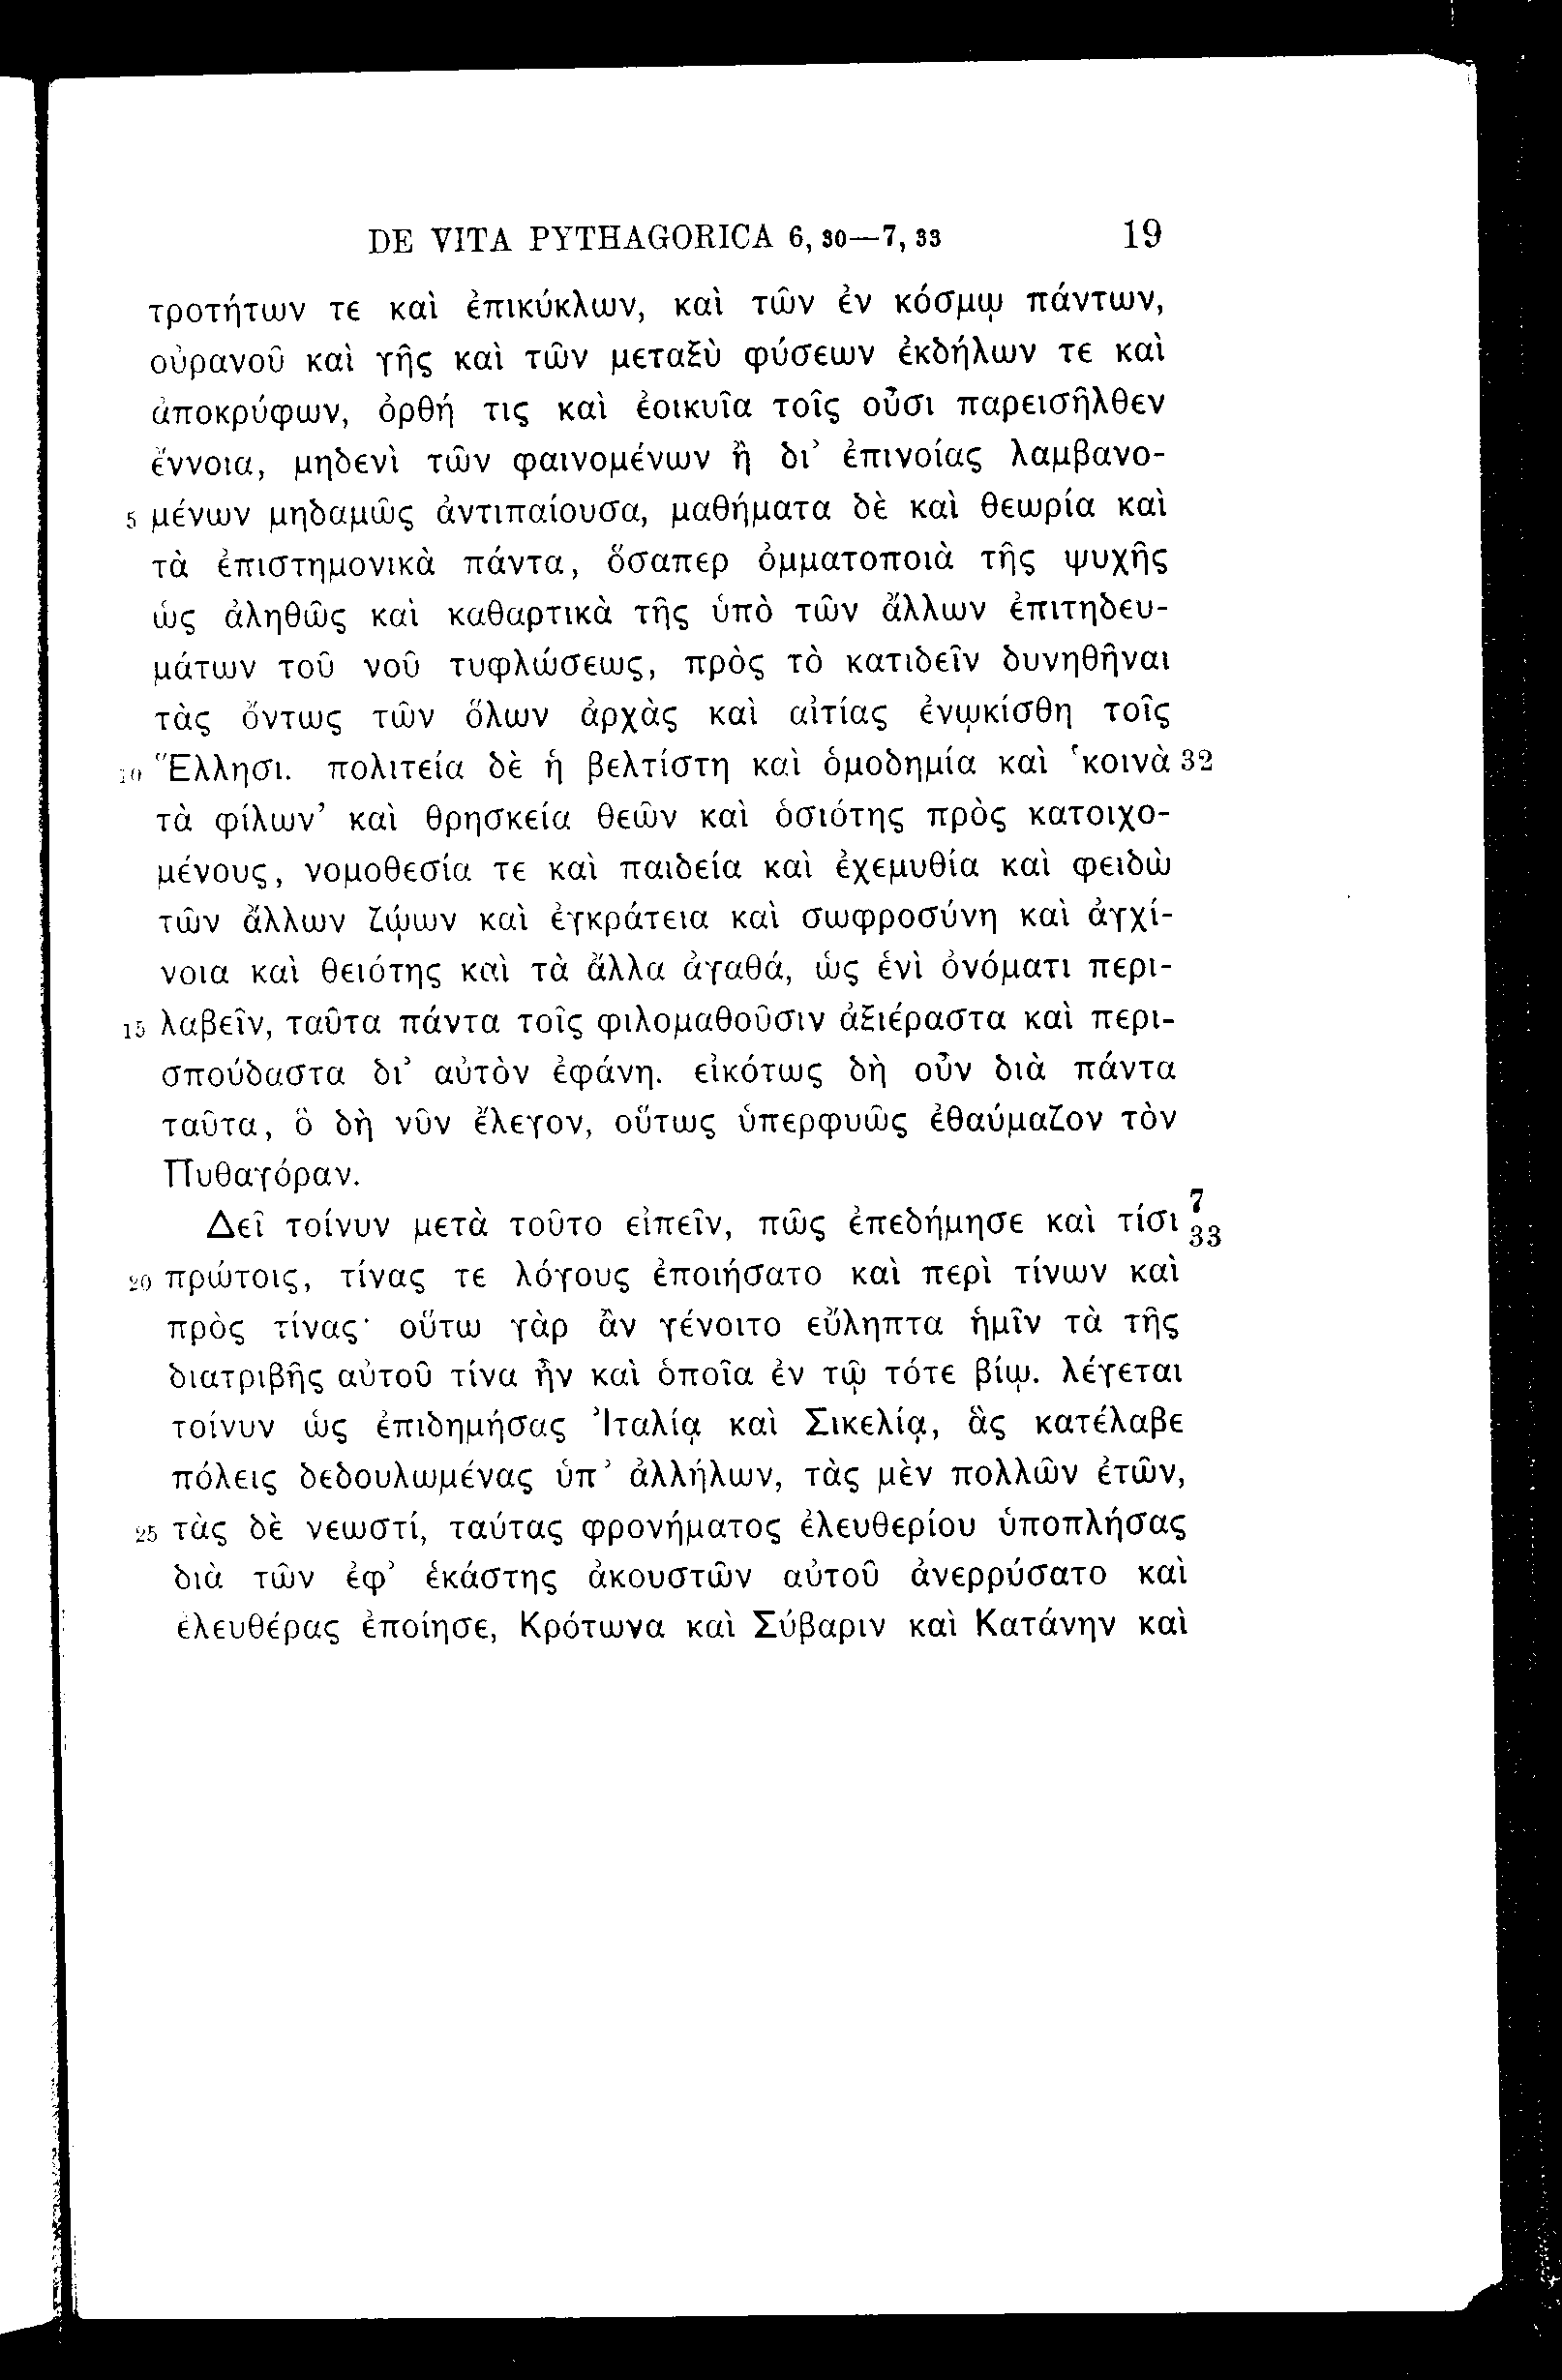 DE VITA PYTHAGORICA 6, 30—7, 33 19
τροτήτων τε καὶ ἐπικύκλων, καὶ τῶν ἐν κόσμῳ πάντων,
οὐρανοῦ καὶ γῆς καὶ τῶν μεταξὺ φύσεων ἐκδήλων τε καὶ
ἀποκρύφων, ὀρθή τις καὶ ἐοικυῖα τοῖς οὖσι παρεισῆλθεν
ἔννοια, μηδενὶ τῶν φαινομένων ἢ δι᾽ ἐπινοίας λαμβανο-
5 μένων μηδαμῶς ἀντιπαίουσα, μαθήματα δὲ καὶ θεωρία καὶ
τὰ ἐπιστημονικὰ πάντα, ὅσαπερ ὀμματοποιὰ τῆς ψυχῆς
ὡς ἀληθῶς καὶ καθαρτικὰ τῆς ὑπὸ τῶν ἄλλων ἐπιτηδευ-
μάτων τοῦ νοῦ τυφλώσεως, πρὸς τὸ κατιδεῖν δυνηθῆναι
τὰς ὄντως τῶν ὅλων ἀρχὰς καὶ αἰτίας ἐνῳκίσθη τοῖς
10 Ἕλλησι. πολιτεία δὲ ἡ βελτίστη καὶ ὁμοδημία καὶ ‘κοινὰ 32
τὰ φίλων’ καὶ θρησκεία θεῶν καὶ ὁσιότης πρὸς κατοιχο-
μένους, νομοθεσία τε καὶ παιδεία καὶ ἐχεμυθία καὶ φειδὼ
τῶν ἄλλων ζῴων καὶ ἐγκράτεια καὶ σωφροσύνη καὶ ἀγχί-
νοια καὶ θειότης καὶ τὰ ἄλλα ἀγαθά, ὡς ἑνὶ ὀνόματι περι-
15 λαβεῖν, ταῦτα πάντα τοῖς φιλομαθοῦσιν ἀξιέραστα καὶ περι-
σπούδαστα δι᾽ αὐτὸν ἐφάνη. εἰκότως δὴ οὖν διὰ πάντα
ταῦτα, ὃ δὴ νῦν ἔλεγον, οὕτως ὑπερφυῶς ἐθαύμαζον τὸν
Πυθαγόραν.
7
Δεῖ τοίνυν μετὰ τοῦτο εἰπεῖν, πῶς ἐπεδήμησε καὶ τίσι 33
20 πρώτοις, τίνας τε λόγους ἐποιήσατο καὶ περὶ τίνων καὶ
πρὸς τίνας· οὕτω γὰρ ἂν γένοιτο εὔληπτα ἡμῖν τὰ τῆς
διατριβῆς αὐτοῦ τίνα ἦν καὶ ὁποῖα ἐν τῷ τότε βίῳ. λέγεται
τοίνυν ὡς ἐπιδημήσας Ἰταλίᾳ καὶ Σικελίᾳ, ἃς κατέλαβε
πόλεις δεδουλωμένας ὑπ᾽ ἀλλήλων, τὰς μὲν πολλῶν ἐτῶν,
25 τὰς δὲ νεωστί, ταύτας φρονήματος ἐλευθερίου ὑποπλήσας
διὰ τῶν ἐφ᾽ ἑκάστης ἀκουστῶν αὐτοῦ ἀνερρύσατο καὶ
ἐλευθέρας ἐποίησε, Κρότωνα καὶ Σύβαριν καὶ Κατάνην καὶ